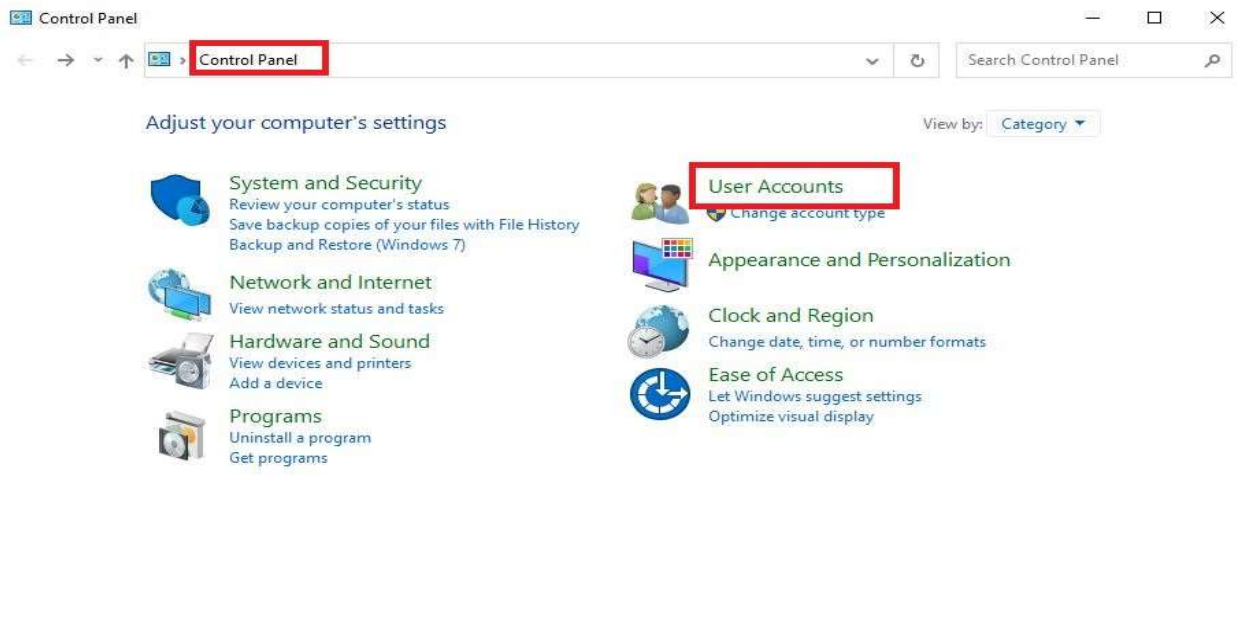 Control Panel
Control Panel
Search Control Panel
Adjust your computer's settings
View by: Category
System and Security
Review your computer's status
Save backup copies of your files with File History
Backup and Restore (Windows 7)
Network and Internet
View network status and tasks
Hardware and Sound
View devices and printers
Add a device
Programs
Uninstall a program
Get programs
User Accounts
Change account type
Appearance and Personalization
Clock and Region
Change date, time, or number formats
Ease of Access
Let Windows suggest settings
Optimize visual display